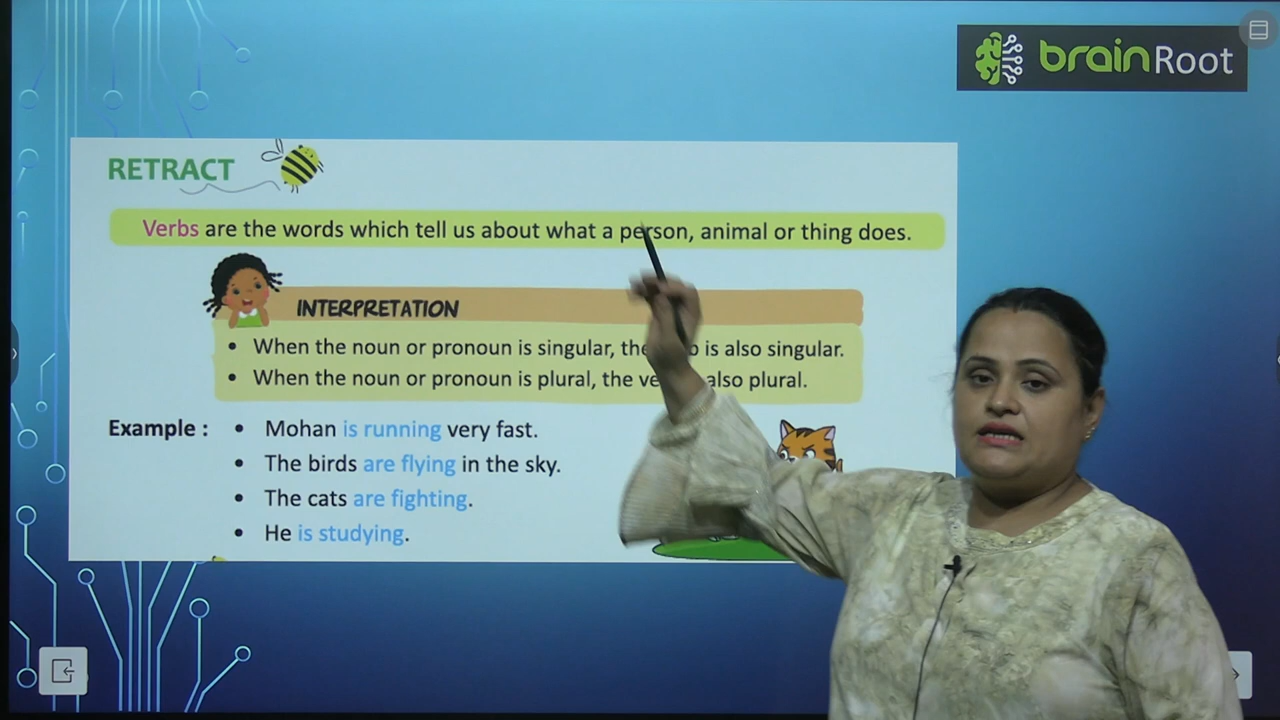 brainRoot
RETRACT
Verbs are the words which tell us about what a person, animal or thing does.
INTERPRETATION
• When the noun or pronoun is singular, the is also singular.
• When the noun or pronoun is plural, the also plural.
Example : • Mohan is running very fast.
• The birds are flying in the sky.
• The cats are fighting.
• He is studying.